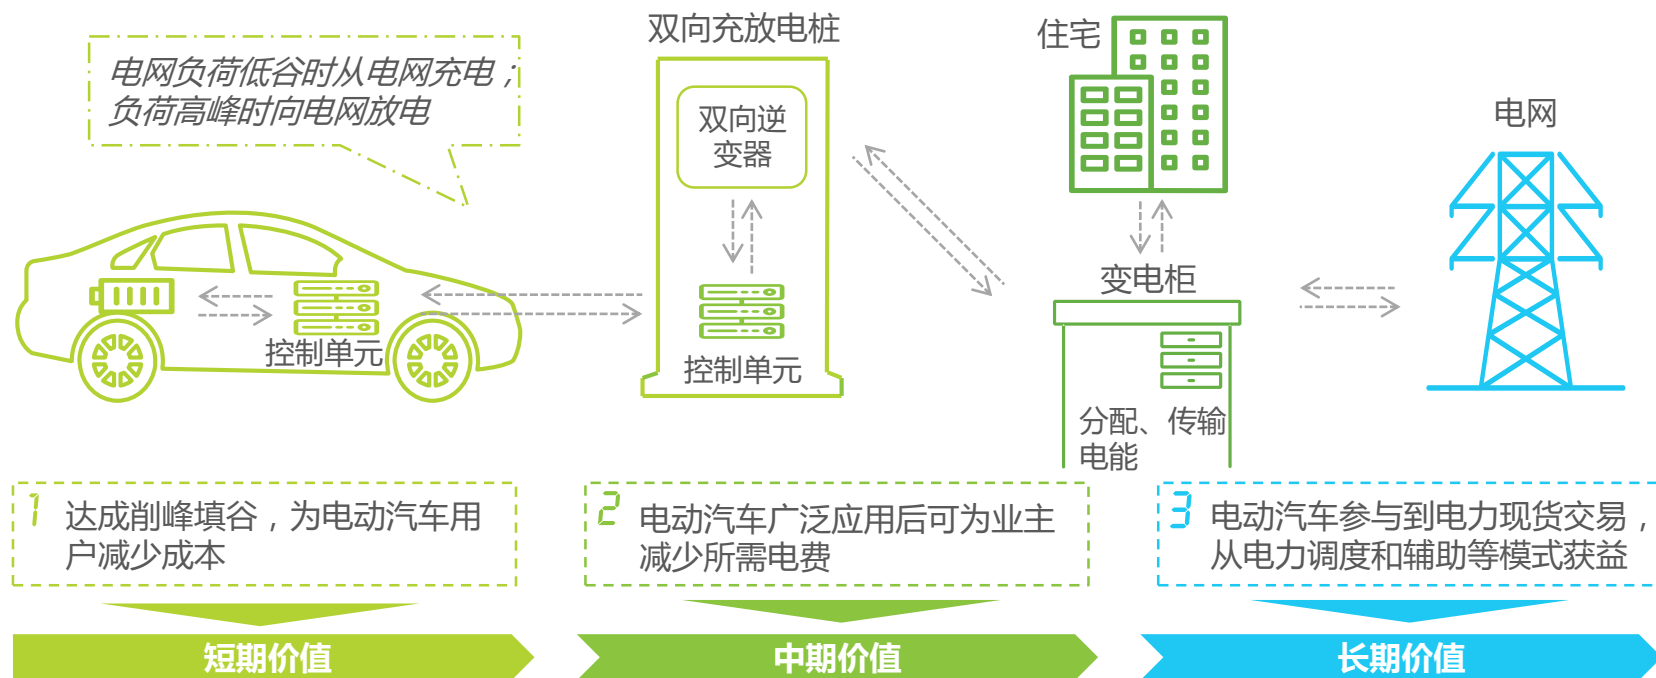 双向充放电桩
住宅
电网负荷低谷时从电网充电；
负荷高峰时向电网放电
双向逆
变器
电网
变电柜
控制单元
控制单元
分配、传输
电能
1
达成削峰填谷，为电动汽车用
户减少成本
2
电动汽车广泛应用后可为业主
减少所需电费
3
电动汽车参与到电力现货交易，
从电力调度和辅助等模式获益
短期价值
中期价值
长期价值